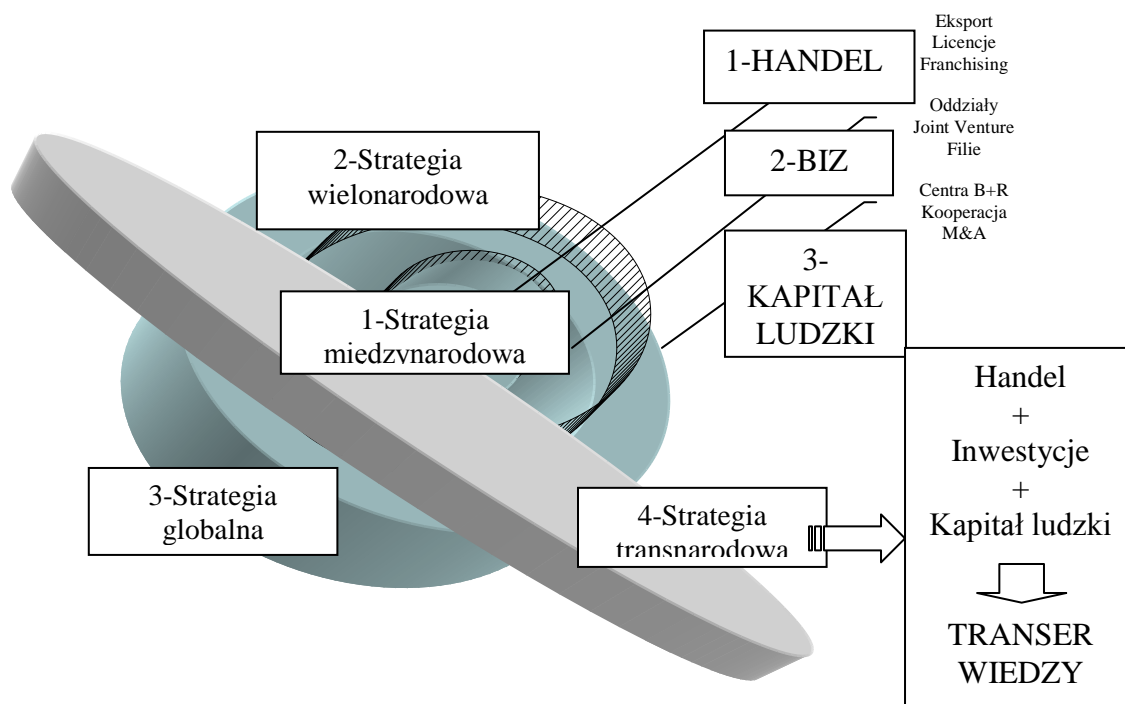 Eksport
Licencje
Franchising
1-HANDEL
Oddziały
Joint Venture
Filie
2-BIZ
Centra B+R
Kooperacja
M&A
3-
KAPITAŁ
LUDZKI
2-Strategia
wielonarodowa
1-Strategia
międzynarodowa
3-Strategia
globalna
4-Strategia
transnarodowa
Handel
+
Inwestycje
+
Kapitał ludzki
TRANSER
WIEDZY